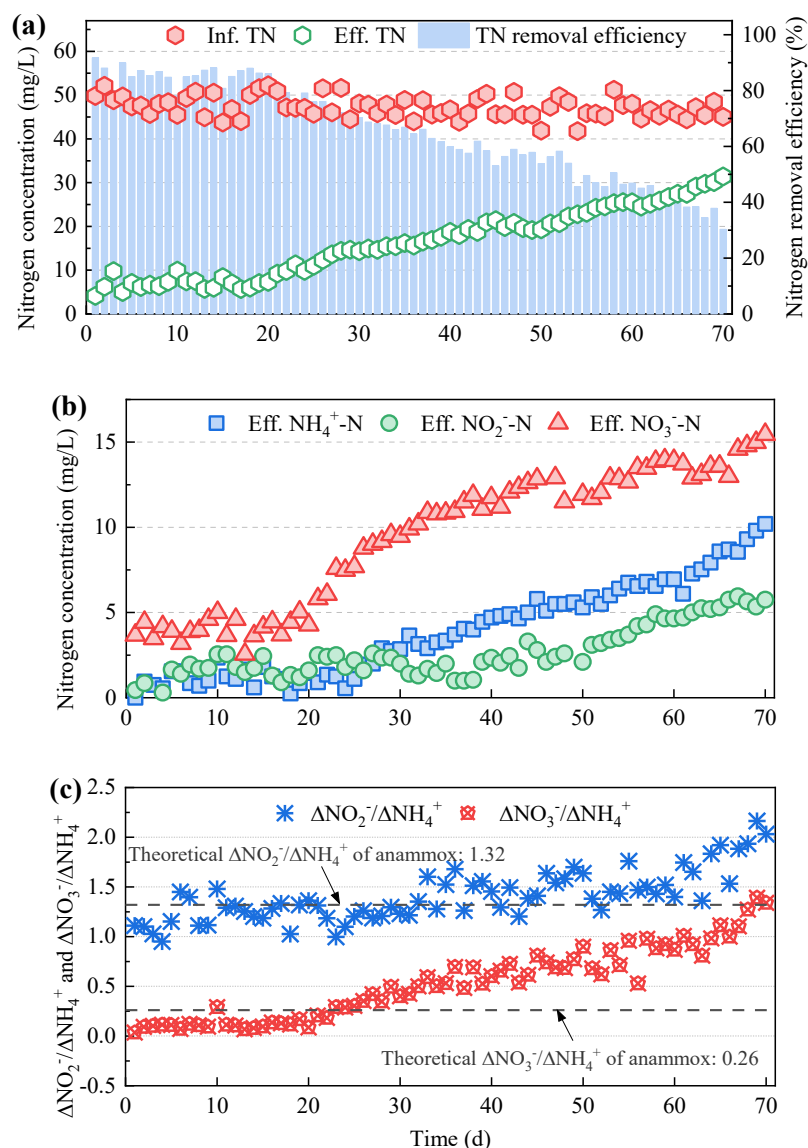 (a)
Inf. TN Eff. TN TN removal efficiency
Nitrogen concentration (mg/L)
60
50
40
30
20
10
0
100
80
60
40
20
0
Nitrogen removal efficiency (%)
0 10 20 30 40 50 60 70
(b)
Eff. NH₄⁺-N Eff. NO₂⁻-N Eff. NO₃⁻-N
Nitrogen concentration (mg/L)
15
10
5
0
0 10 20 30 40 50 60 70
(c)
ΔNO₂⁻/ΔNH₄⁺ ΔNO₃⁻/ΔNH₄⁺
ΔNO₂⁻/ΔNH₄⁺ and ΔNO₃⁻/ΔNH₄⁺
2.5
2.0
1.5
1.0
0.5
0.0
-0.5
Theoretical ΔNO₂⁻/ΔNH₄⁺ of anammox: 1.32
Theoretical ΔNO₃⁻/ΔNH₄⁺ of anammox: 0.26
0 10 20 30 40 50 60 70
Time (d)